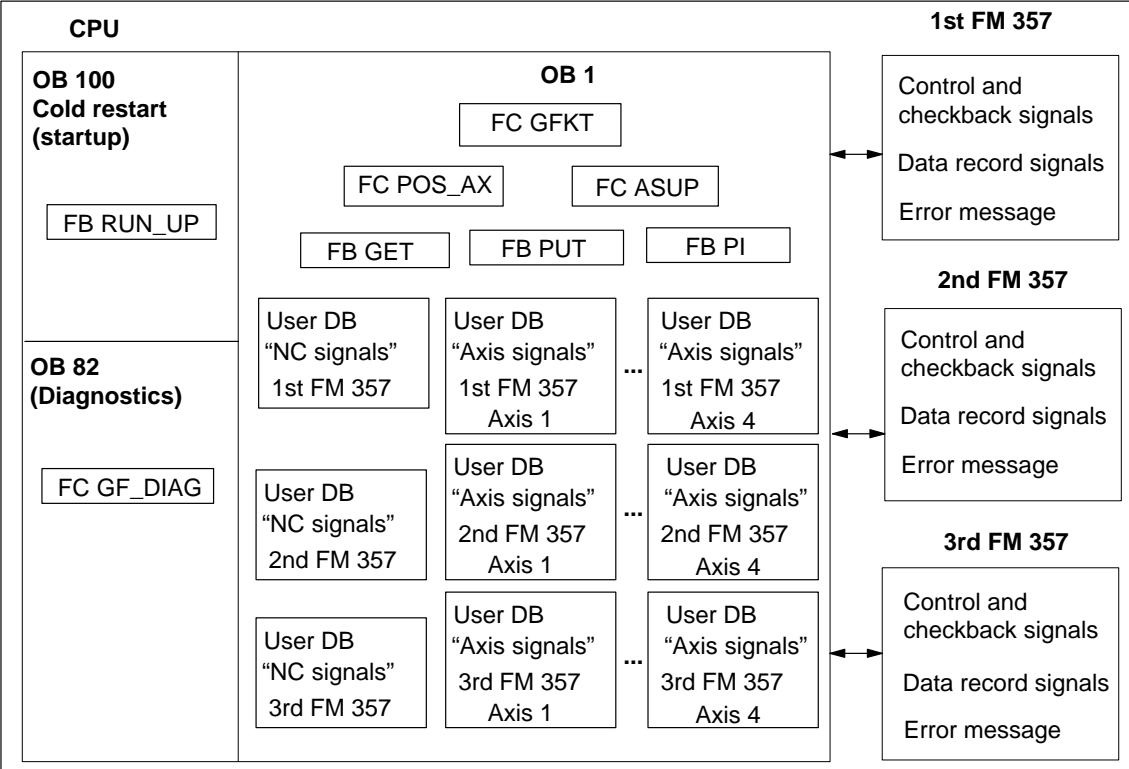 CPU
OB 100
Cold restart
(startup)
FB RUN_UP
OB 82
(Diagnostics)
FC GF_DIAG
OB 1
FC GFKT
FC POS_AX
FC ASUP
FB GET
FB PUT
FB PI
User DB
“NC signals”
1st FM 357
User DB
“Axis signals”
1st FM 357
Axis 1
...
User DB
“Axis signals”
1st FM 357
Axis 4
User DB
“NC signals”
2nd FM 357
User DB
“Axis signals”
2nd FM 357
Axis 1
...
User DB
“Axis signals”
2nd FM 357
Axis 4
User DB
“NC signals”
3rd FM 357
User DB
“Axis signals”
3rd FM 357
Axis 1
...
User DB
“Axis signals”
3rd FM 357
Axis 4
1st FM 357
Control and
checkback signals
Data record signals
Error message
2nd FM 357
Control and
checkback signals
Data record signals
Error message
3rd FM 357
Control and
checkback signals
Data record signals
Error message